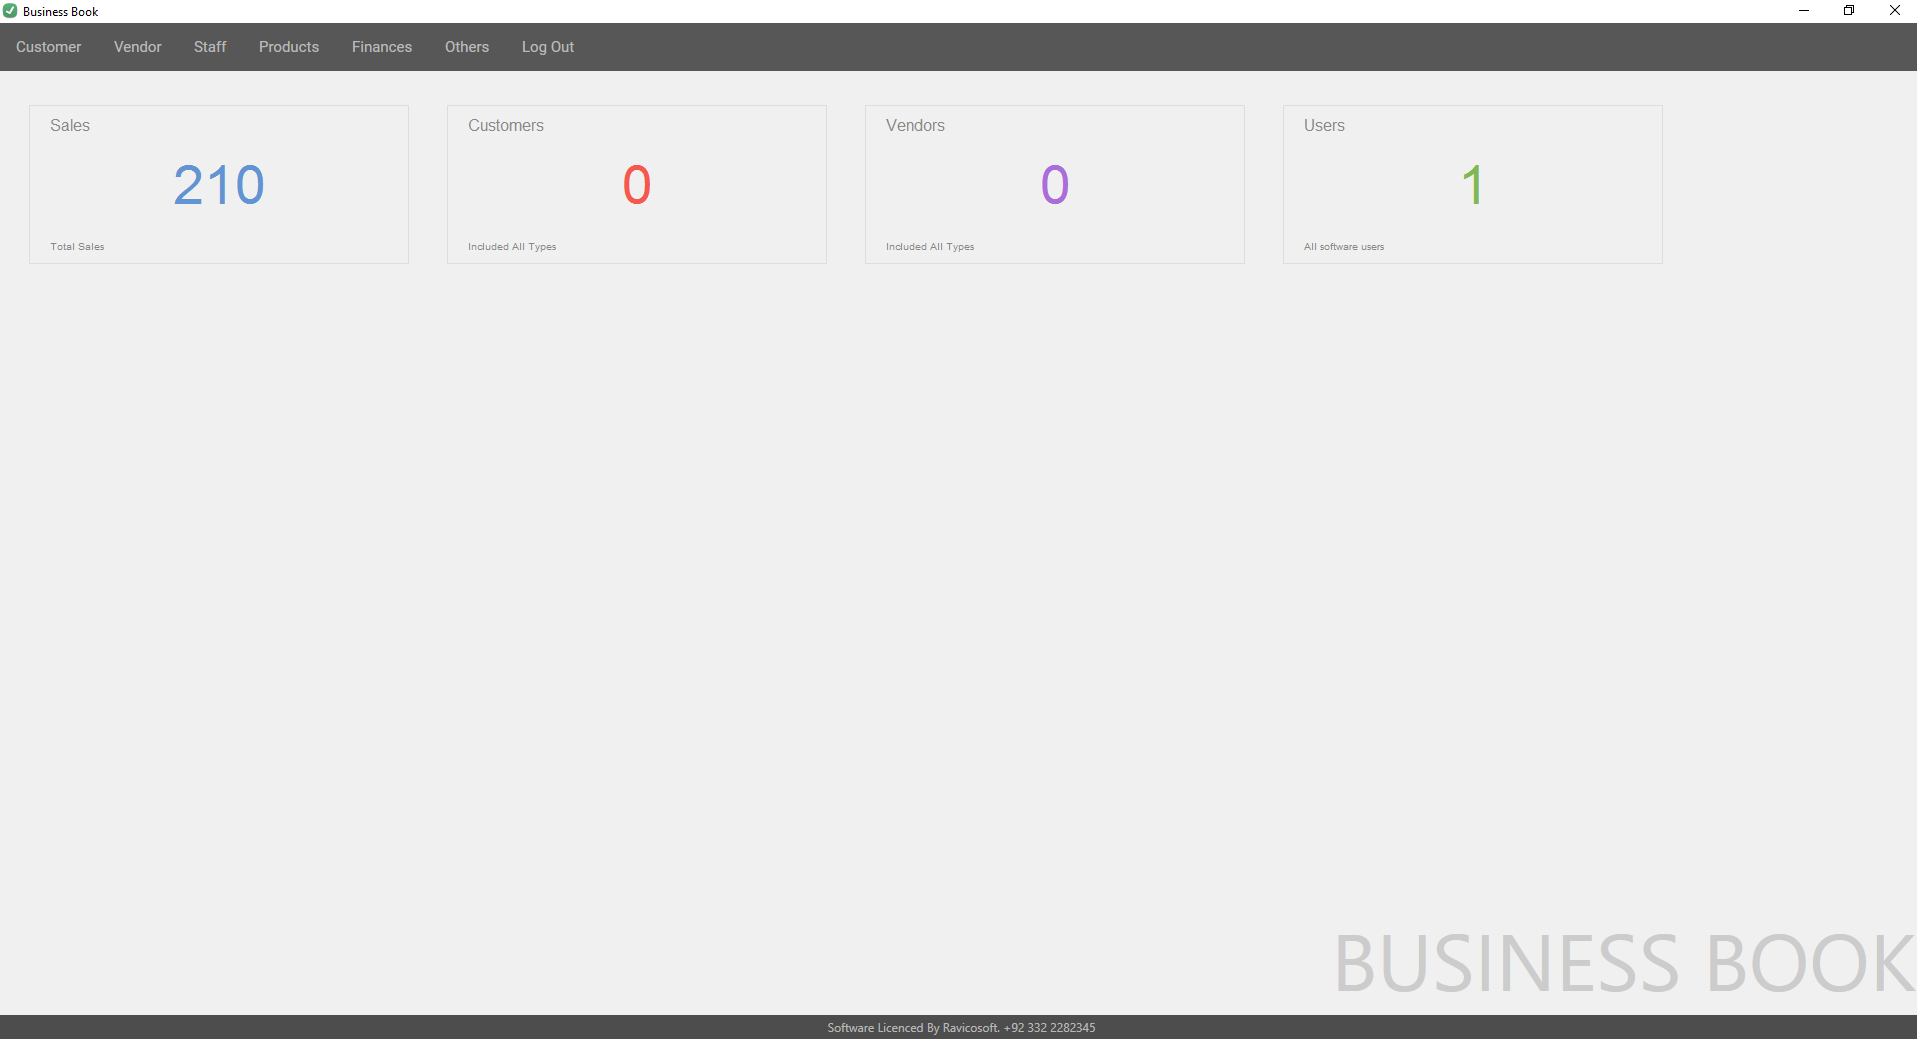 Business Book
Customer Vendor Staff Products Finances Others Log Out
Sales
210
Total Sales
Customers
0
Included All Types
Vendors
0
Included All Types
Users
1
All software users
BUSINESS BOOK
Software Licenced By Ravicosoft. +92 332 2282345